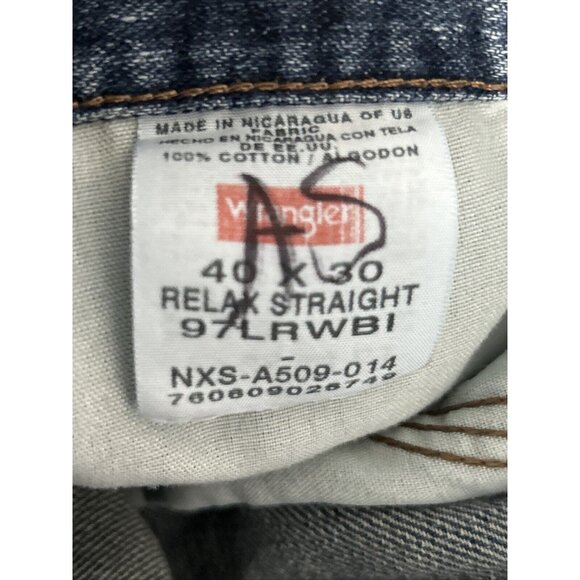 MADE IN NICARAGUA OF US
FABRIC
HECHO EN NICARAGUA CON TELA
DE EE.UU.
100% COTTON / ALGODON
Wrangler
AS
40 X 30
RELAX STRAIGHT
97LRWBI
-
NXS-A509-014
760609026749